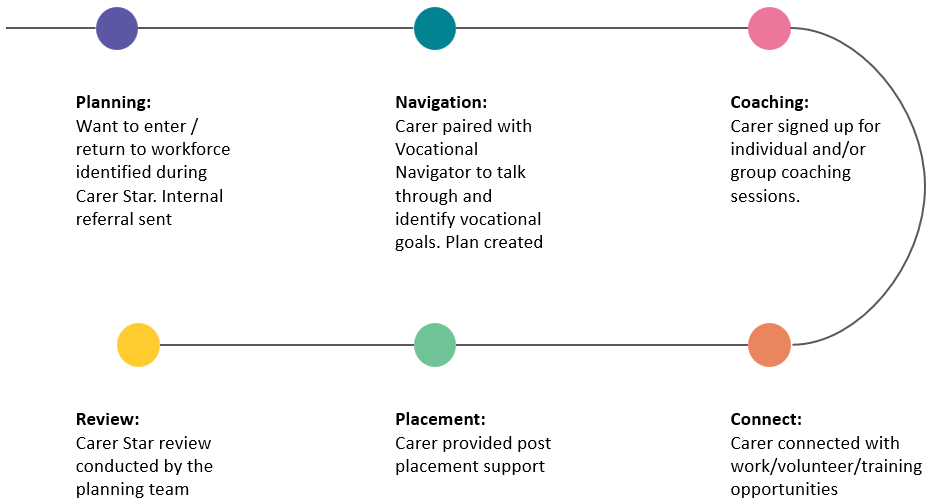 Planning:
Want to enter /
return to workforce
identified during
Carer Star. Internal
referral sent
Navigation:
Carer paired with
Vocational
Navigator to talk
through and
identify vocational
goals. Plan created
Coaching:
Carer signed up for
individual and/or
group coaching
sessions.
Connect:
Carer connected with
work/volunteer/training
opportunities
Placement:
Carer provided post
placement support
Review:
Carer Star review
conducted by the
planning team